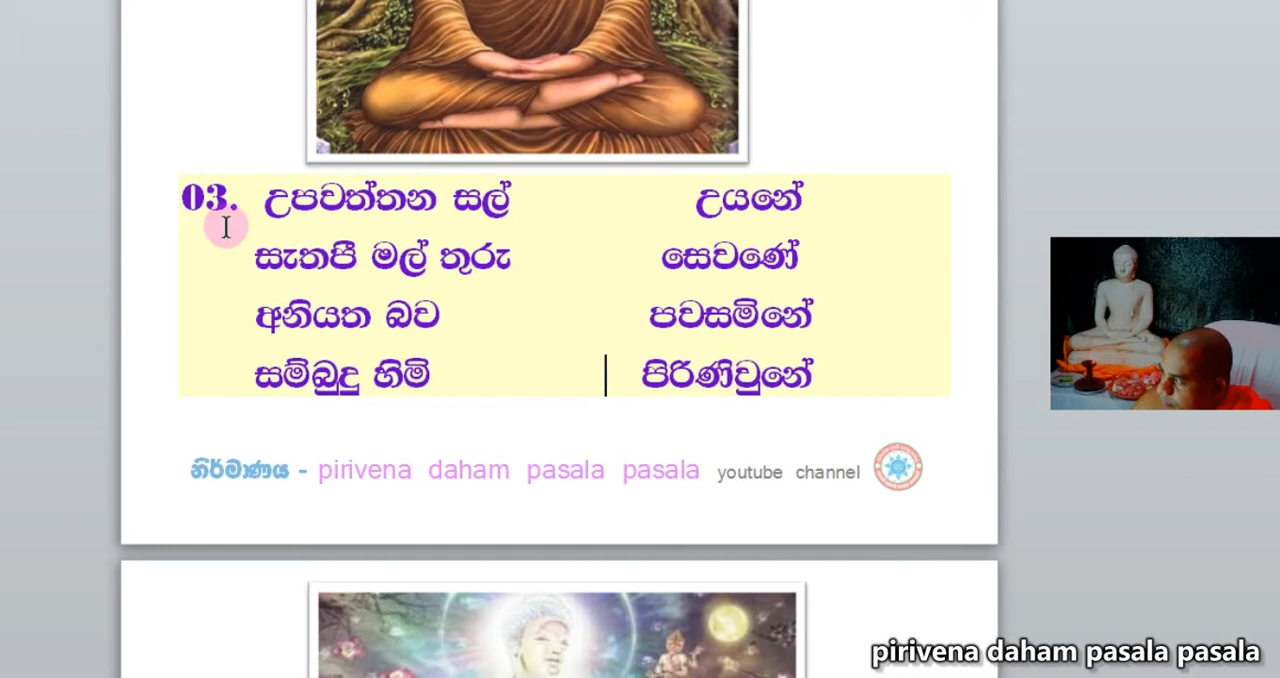 03. උපවත්තන සල් උයනේ
සැතපී මල් තුරු සෙවණේ
අනියත බව පවසමිනේ
සම්බුදු හිමි පිරිණිවුනේ
නිර්මාණය - pirivena daham pasala pasala youtube channel
pirivena daham pasala pasala